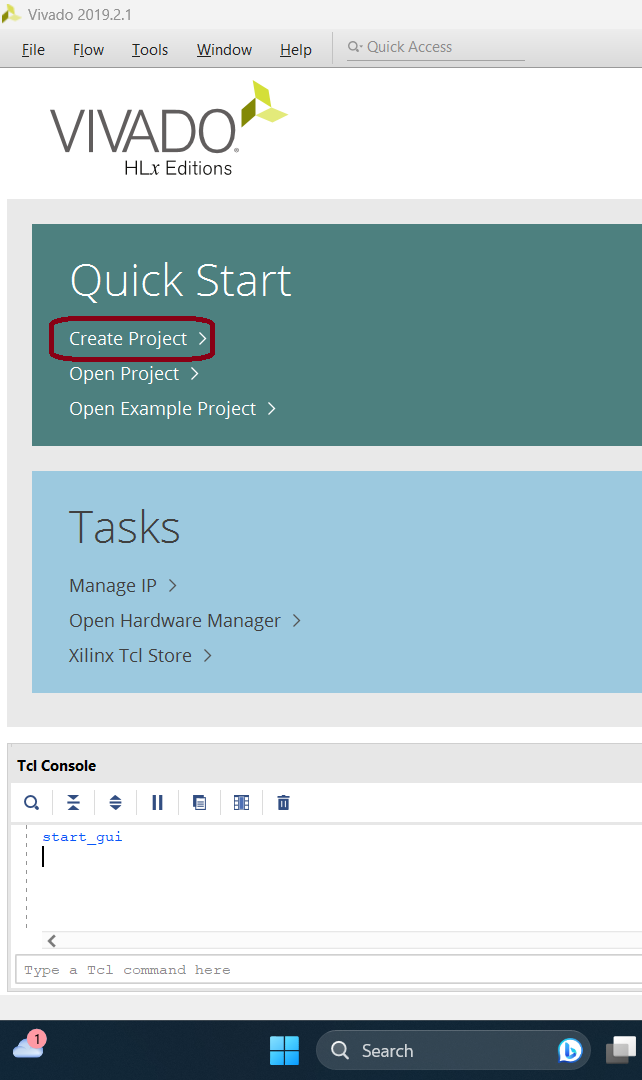 Vivado 2019.2.1
File Flow Tools Window Help Quick Access
VIVADO
HLx Editions
Quick Start
Create Project >
Open Project >
Open Example Project >
Tasks
Manage IP >
Open Hardware Manager >
Xilinx Tcl Store >
Tcl Console
start_gui
Type a Tcl command here
1
Search